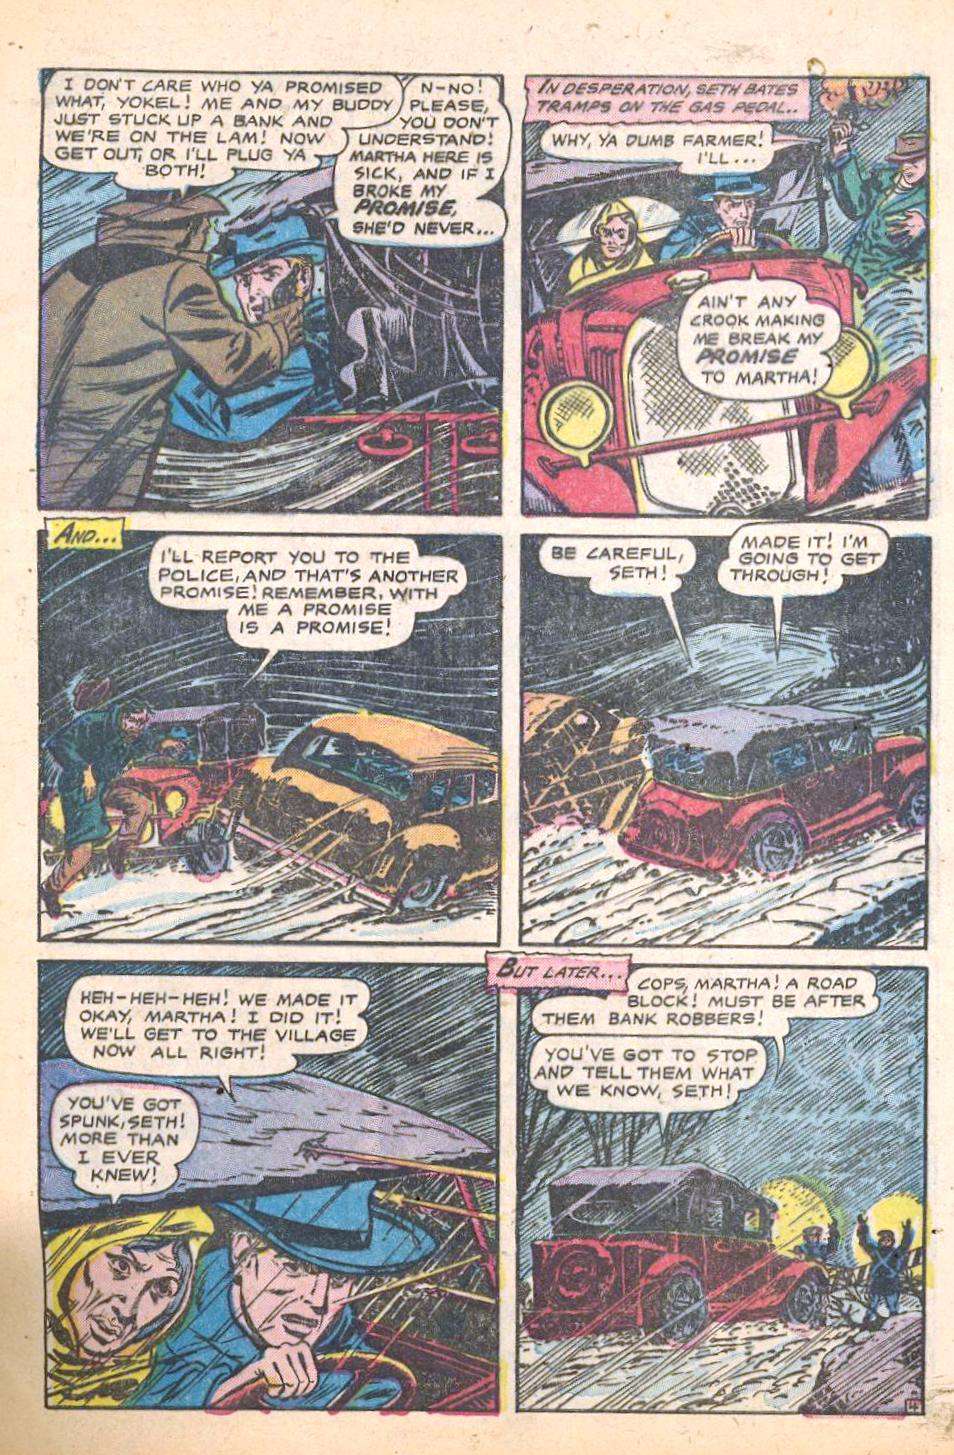 I DON'T CARE WHO YA PROMISED
WHAT, YOKEL! ME AND MY BUDDY
JUST STUCK UP A BANK AND
WE'RE ON THE LAM! NOW
GET OUT, OR I'LL PLUG YA
BOTH!
N-NO!
PLEASE,
YOU DON'T
UNDERSTAND!
MARTHA HERE IS
SICK, AND IF I
BROKE MY
PROMISE,
SHE'D NEVER...
IN DESPERATION, SETH BATES
TRAMPS ON THE GAS PEDAL..
WHY, YA DUMB FARMER!
I'LL...
AIN'T ANY
CROOK MAKING
ME BREAK MY
PROMISE
TO MARTHA!
AND...
I'LL REPORT YOU TO THE
POLICE, AND THAT'S ANOTHER
PROMISE! REMEMBER, WITH
ME A PROMISE
IS A PROMISE!
BE CAREFUL,
SETH!
MADE IT! I'M
GOING TO GET
THROUGH!
HEH-HEH-HEH! WE MADE IT
OKAY, MARTHA! I DID IT!
WE'LL GET TO THE VILLAGE
NOW ALL RIGHT!
YOU'VE GOT
SPUNK, SETH!
MORE THAN
I EVER
KNEW!
BUT LATER...
COPS, MARTHA! A ROAD
BLOCK! MUST BE AFTER
THEM BANK ROBBERS!
YOU'VE GOT TO STOP
AND TELL THEM WHAT
WE KNOW, SETH!
4